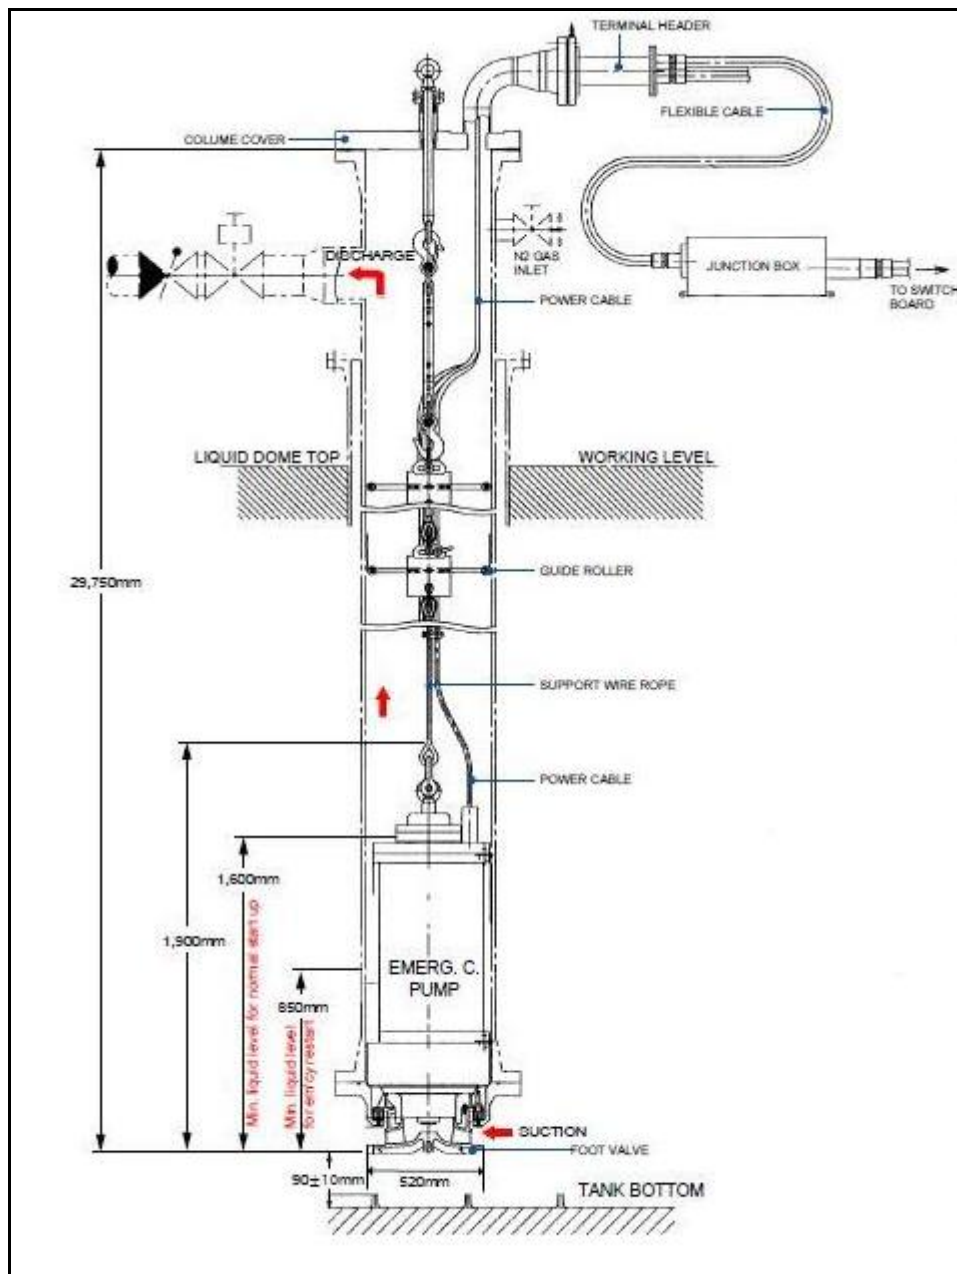 TERMINAL HEADER
FLEXIBLE CABLE
COLUME COVER
DISCHARGE
N2 GAS
INLET
JUNCTION BOX
TO SWITCH
BOARD
POWER CABLE
LIQUID DOME TOP
WORKING LEVEL
29,750mm
GUIDE ROLLER
SUPPORT WIRE ROPE
POWER CABLE
1,600mm
1,900mm
Min. liquid level for normal start up
EMERG. C.
PUMP
850mm
Min. liquid level
for em'cy restart
SUCTION
FOOT VALVE
90±10mm
520mm
TANK BOTTOM